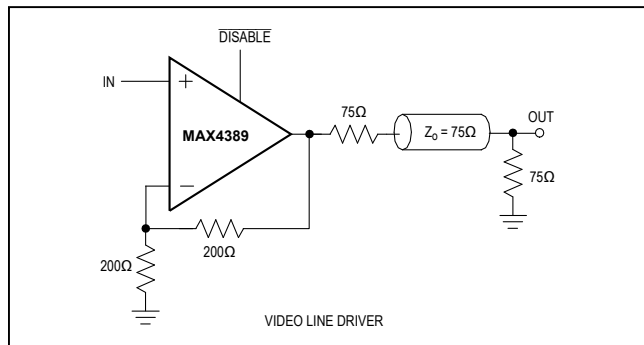 DISABLE
IN
+
MAX4389
−
75Ω
Z₀ = 75Ω
OUT
75Ω
200Ω
200Ω
VIDEO LINE DRIVER